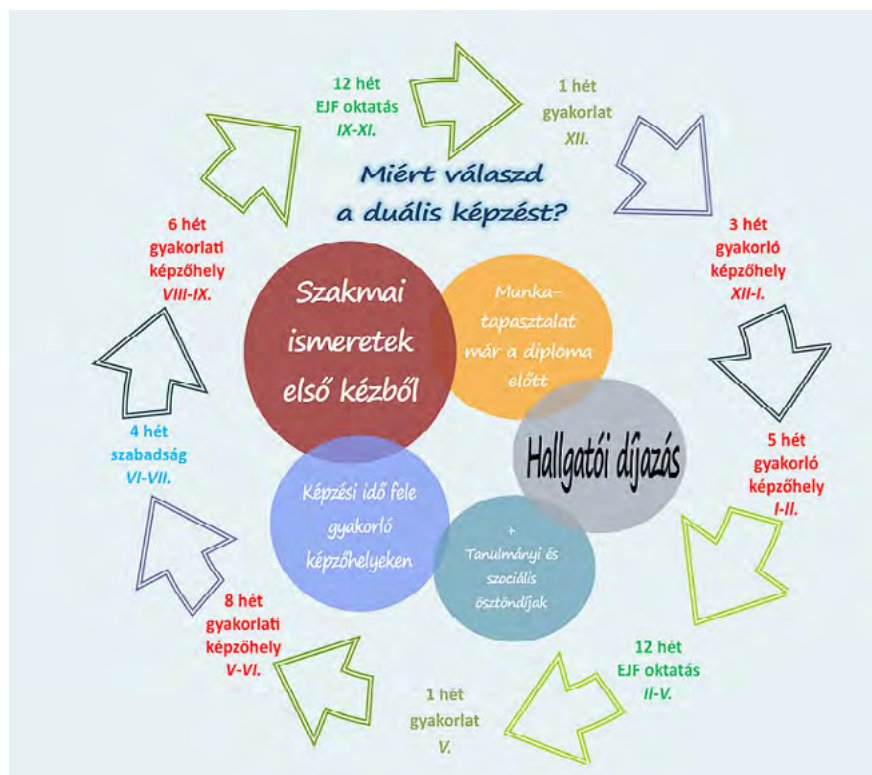 12 hét
EJF oktatás
IX-XI.
1 hét
gyakorlat
XII.
Miért válaszd
a duális képzést?
3 hét
gyakorló
képzőhely
XII-I.
5 hét
gyakorló
képzőhely
I-II.
12 hét
EJF oktatás
II-V.
1 hét
gyakorlat
V.
8 hét
gyakorlati
képzőhely
V-VI.
4 hét
szabadság
VI-VII.
6 hét
gyakorlati
képzőhely
VIII-IX.
Szakmai
ismeretek
első kézből
Munka-
tapasztalat
már a diploma
előtt
Hallgatói díjazás
+
Tanulmányi és
szociális
ösztöndíjak
Képzési idő fele
gyakorló
képzőhelyeken